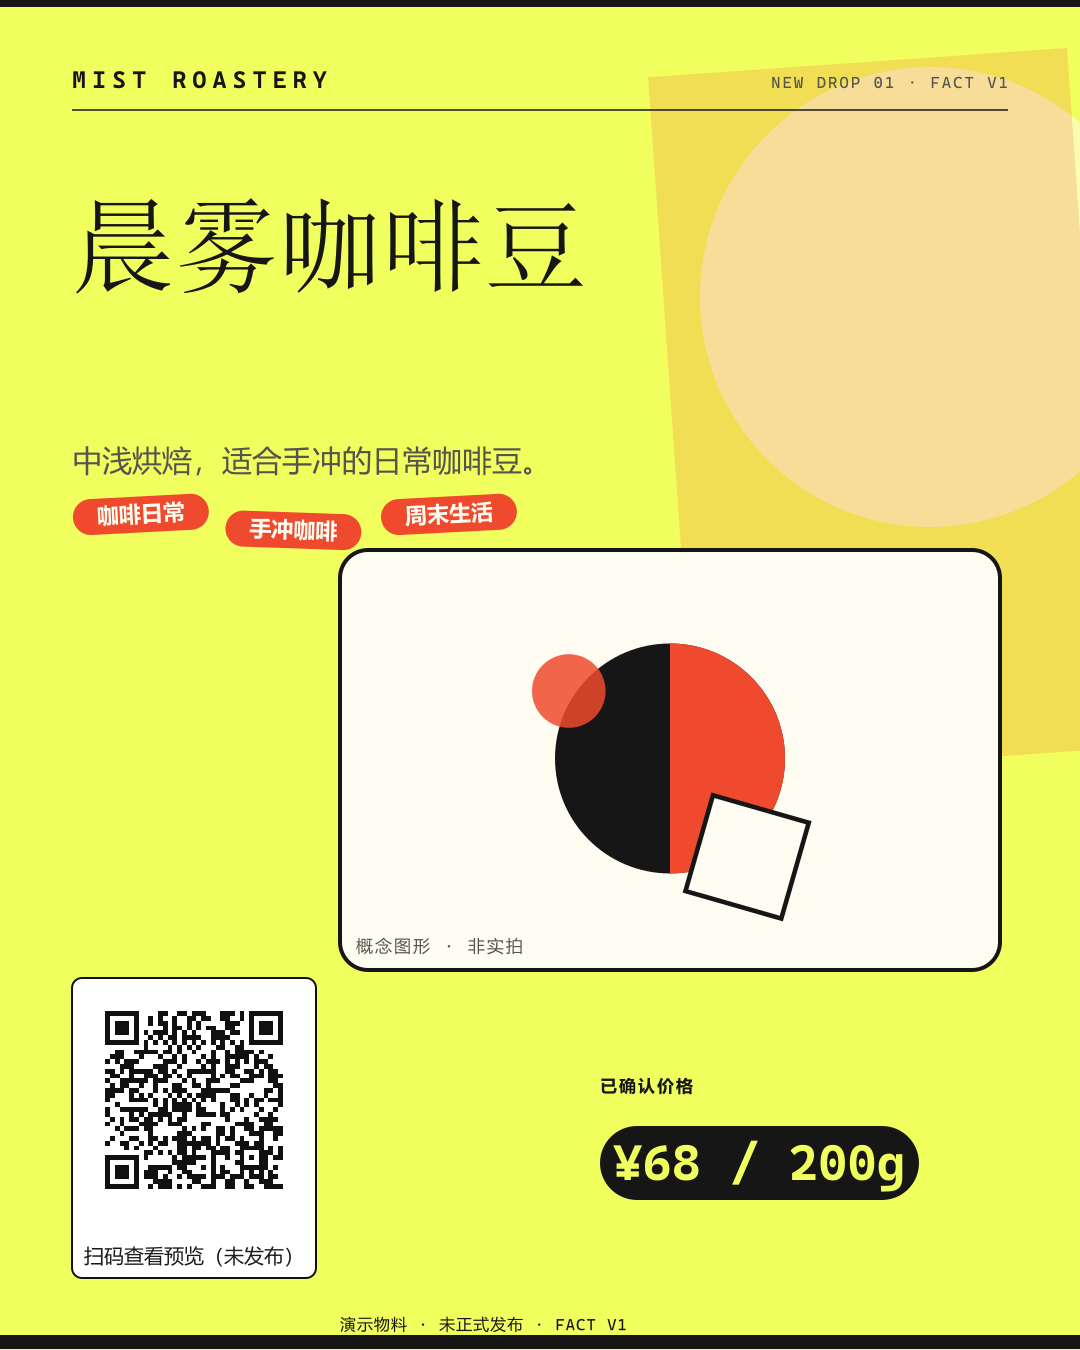 MIST ROASTERY
NEW DROP 01 · FACT V1
晨雾咖啡豆
中浅烘焙，适合手冲的日常咖啡豆。
咖啡日常
手冲咖啡
周末生活
概念图形 · 非实拍
已确认价格
¥68 / 200g
扫码查看预览（未发布）
演示物料 · 未正式发布 · FACT V1